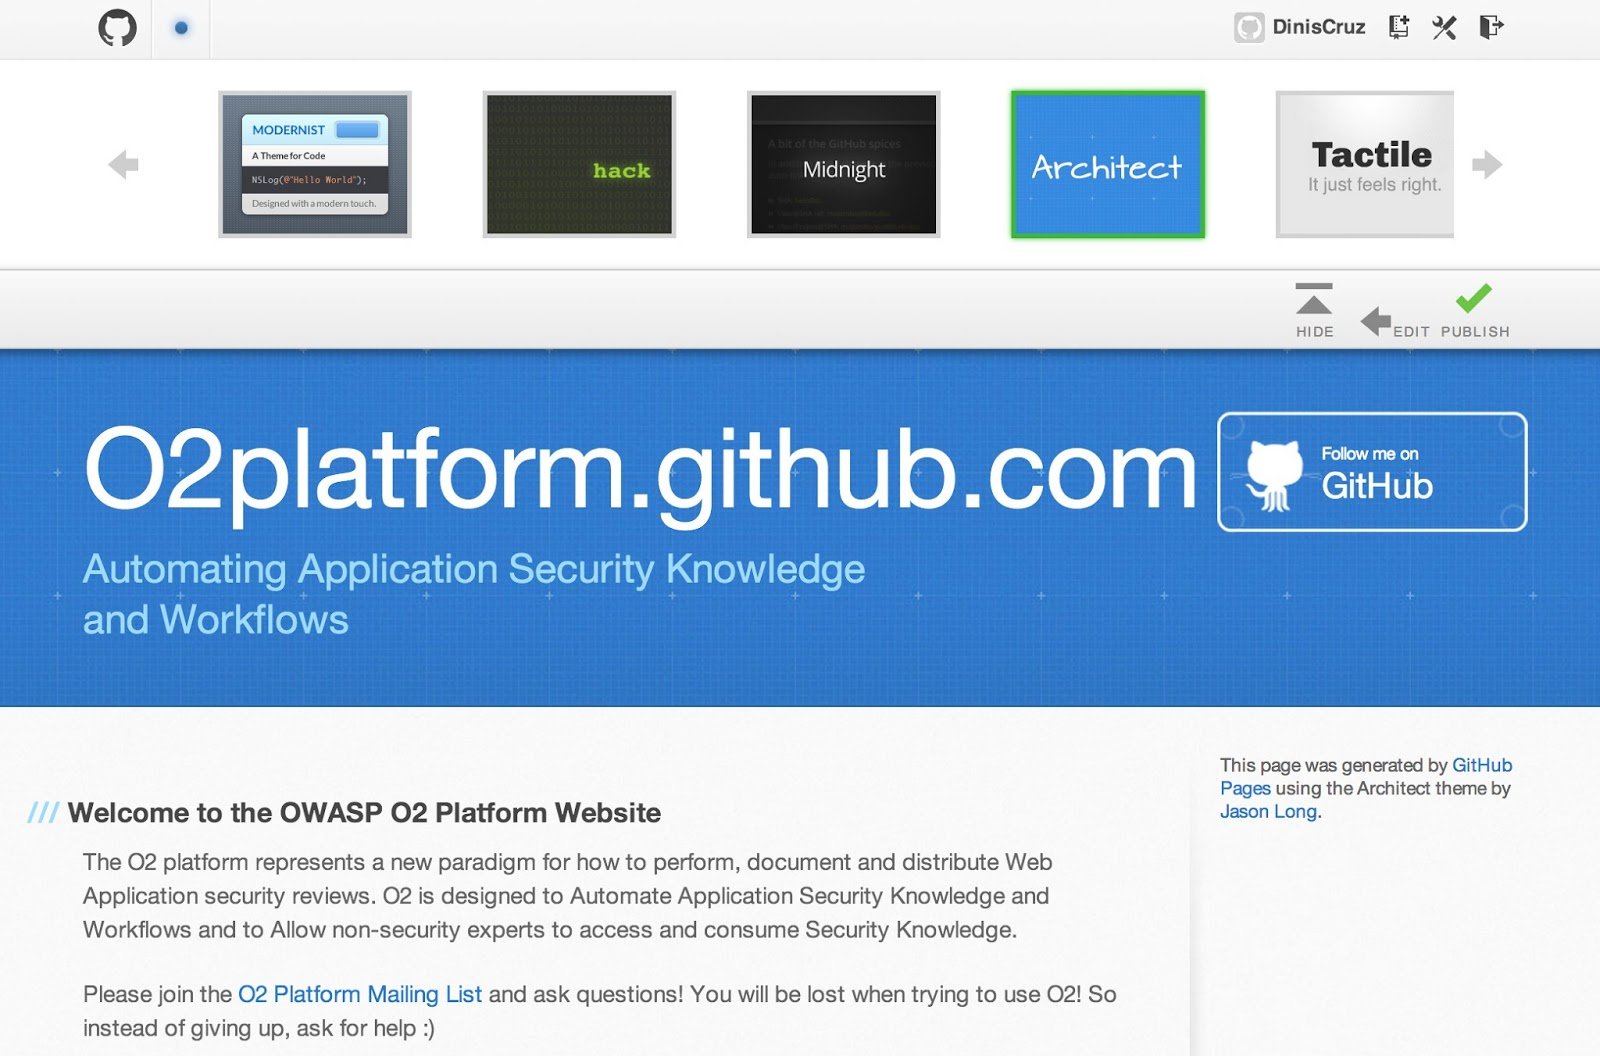 DinisCruz
MODERNIST
A Theme for Code
NSLog(@"Hello World");
Designed with a modern touch.
hack
A bit of the GitHub spices
Midnight
Architect
Tactile
It just feels right.
HIDE
EDIT
PUBLISH
O2platform.github.com
Follow me on
GitHub
Automating Application Security Knowledge
and Workflows
This page was generated by GitHub
Pages using the Architect theme by
Jason Long.
/// Welcome to the OWASP O2 Platform Website
The O2 platform represents a new paradigm for how to perform, document and distribute Web
Application security reviews. O2 is designed to Automate Application Security Knowledge and
Workflows and to Allow non-security experts to access and consume Security Knowledge.
Please join the O2 Platform Mailing List and ask questions! You will be lost when trying to use O2! So
instead of giving up, ask for help :)